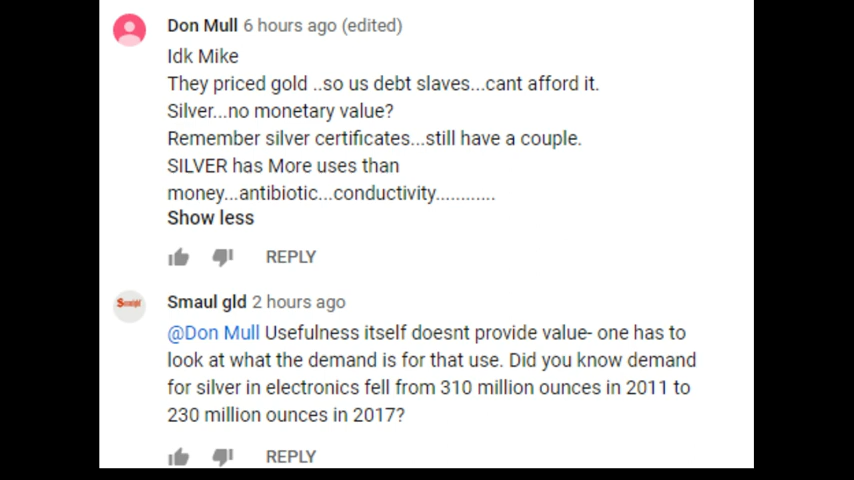 Don Mull 6 hours ago (edited)
Idk Mike
They priced gold ..so us debt slaves...cant afford it.
Silver...no monetary value?
Remember silver certificates...still have a couple.
SILVER has More uses than
money...antibiotic...conductivity............
Show less
REPLY
Smaul gld 2 hours ago
@Don Mull Usefulness itself doesnt provide value- one has to
look at what the demand is for that use. Did you know demand
for silver in electronics fell from 310 million ounces in 2011 to
230 million ounces in 2017?
REPLY